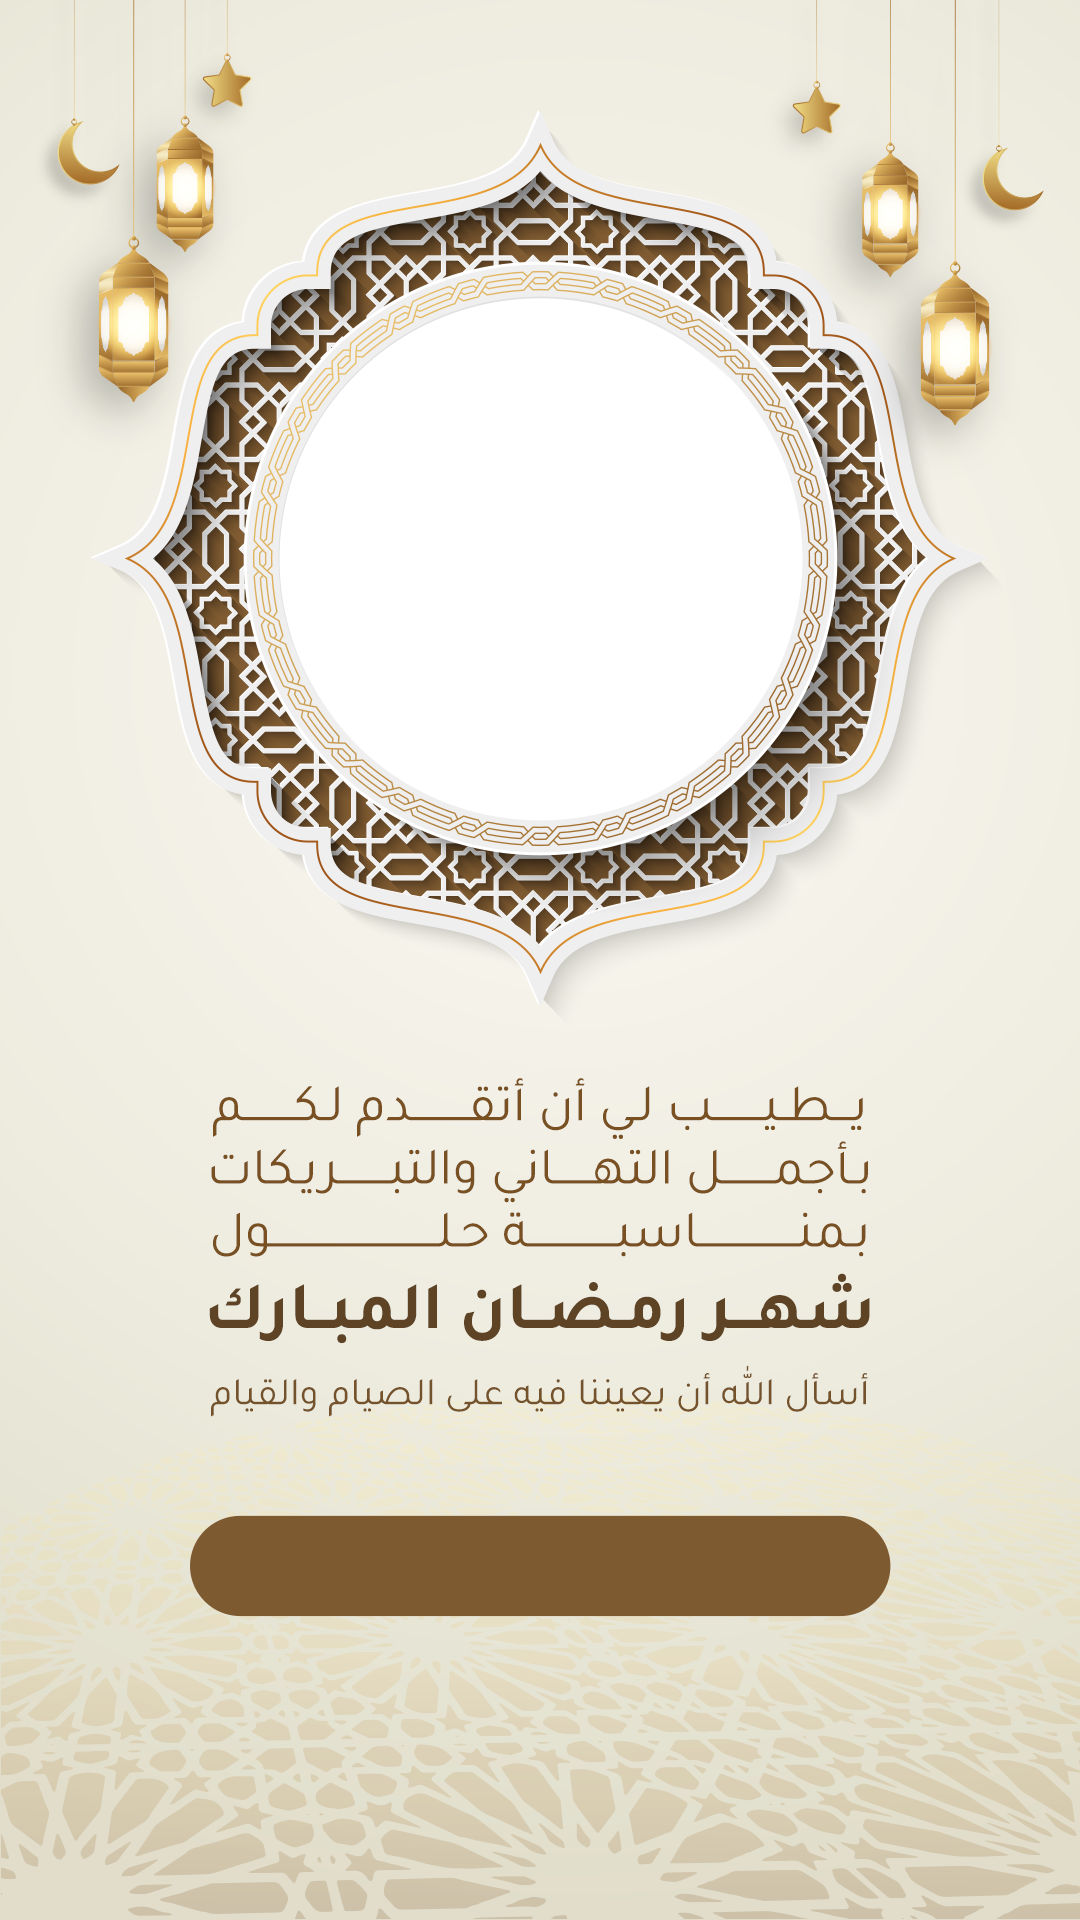 يطيب لي أن أتقدم لكم
بأجمل التهاني والتبريكات
بمناسبة حلول
شهر رمضان المبارك
أسأل الله أن يعيننا فيه على الصيام والقيام